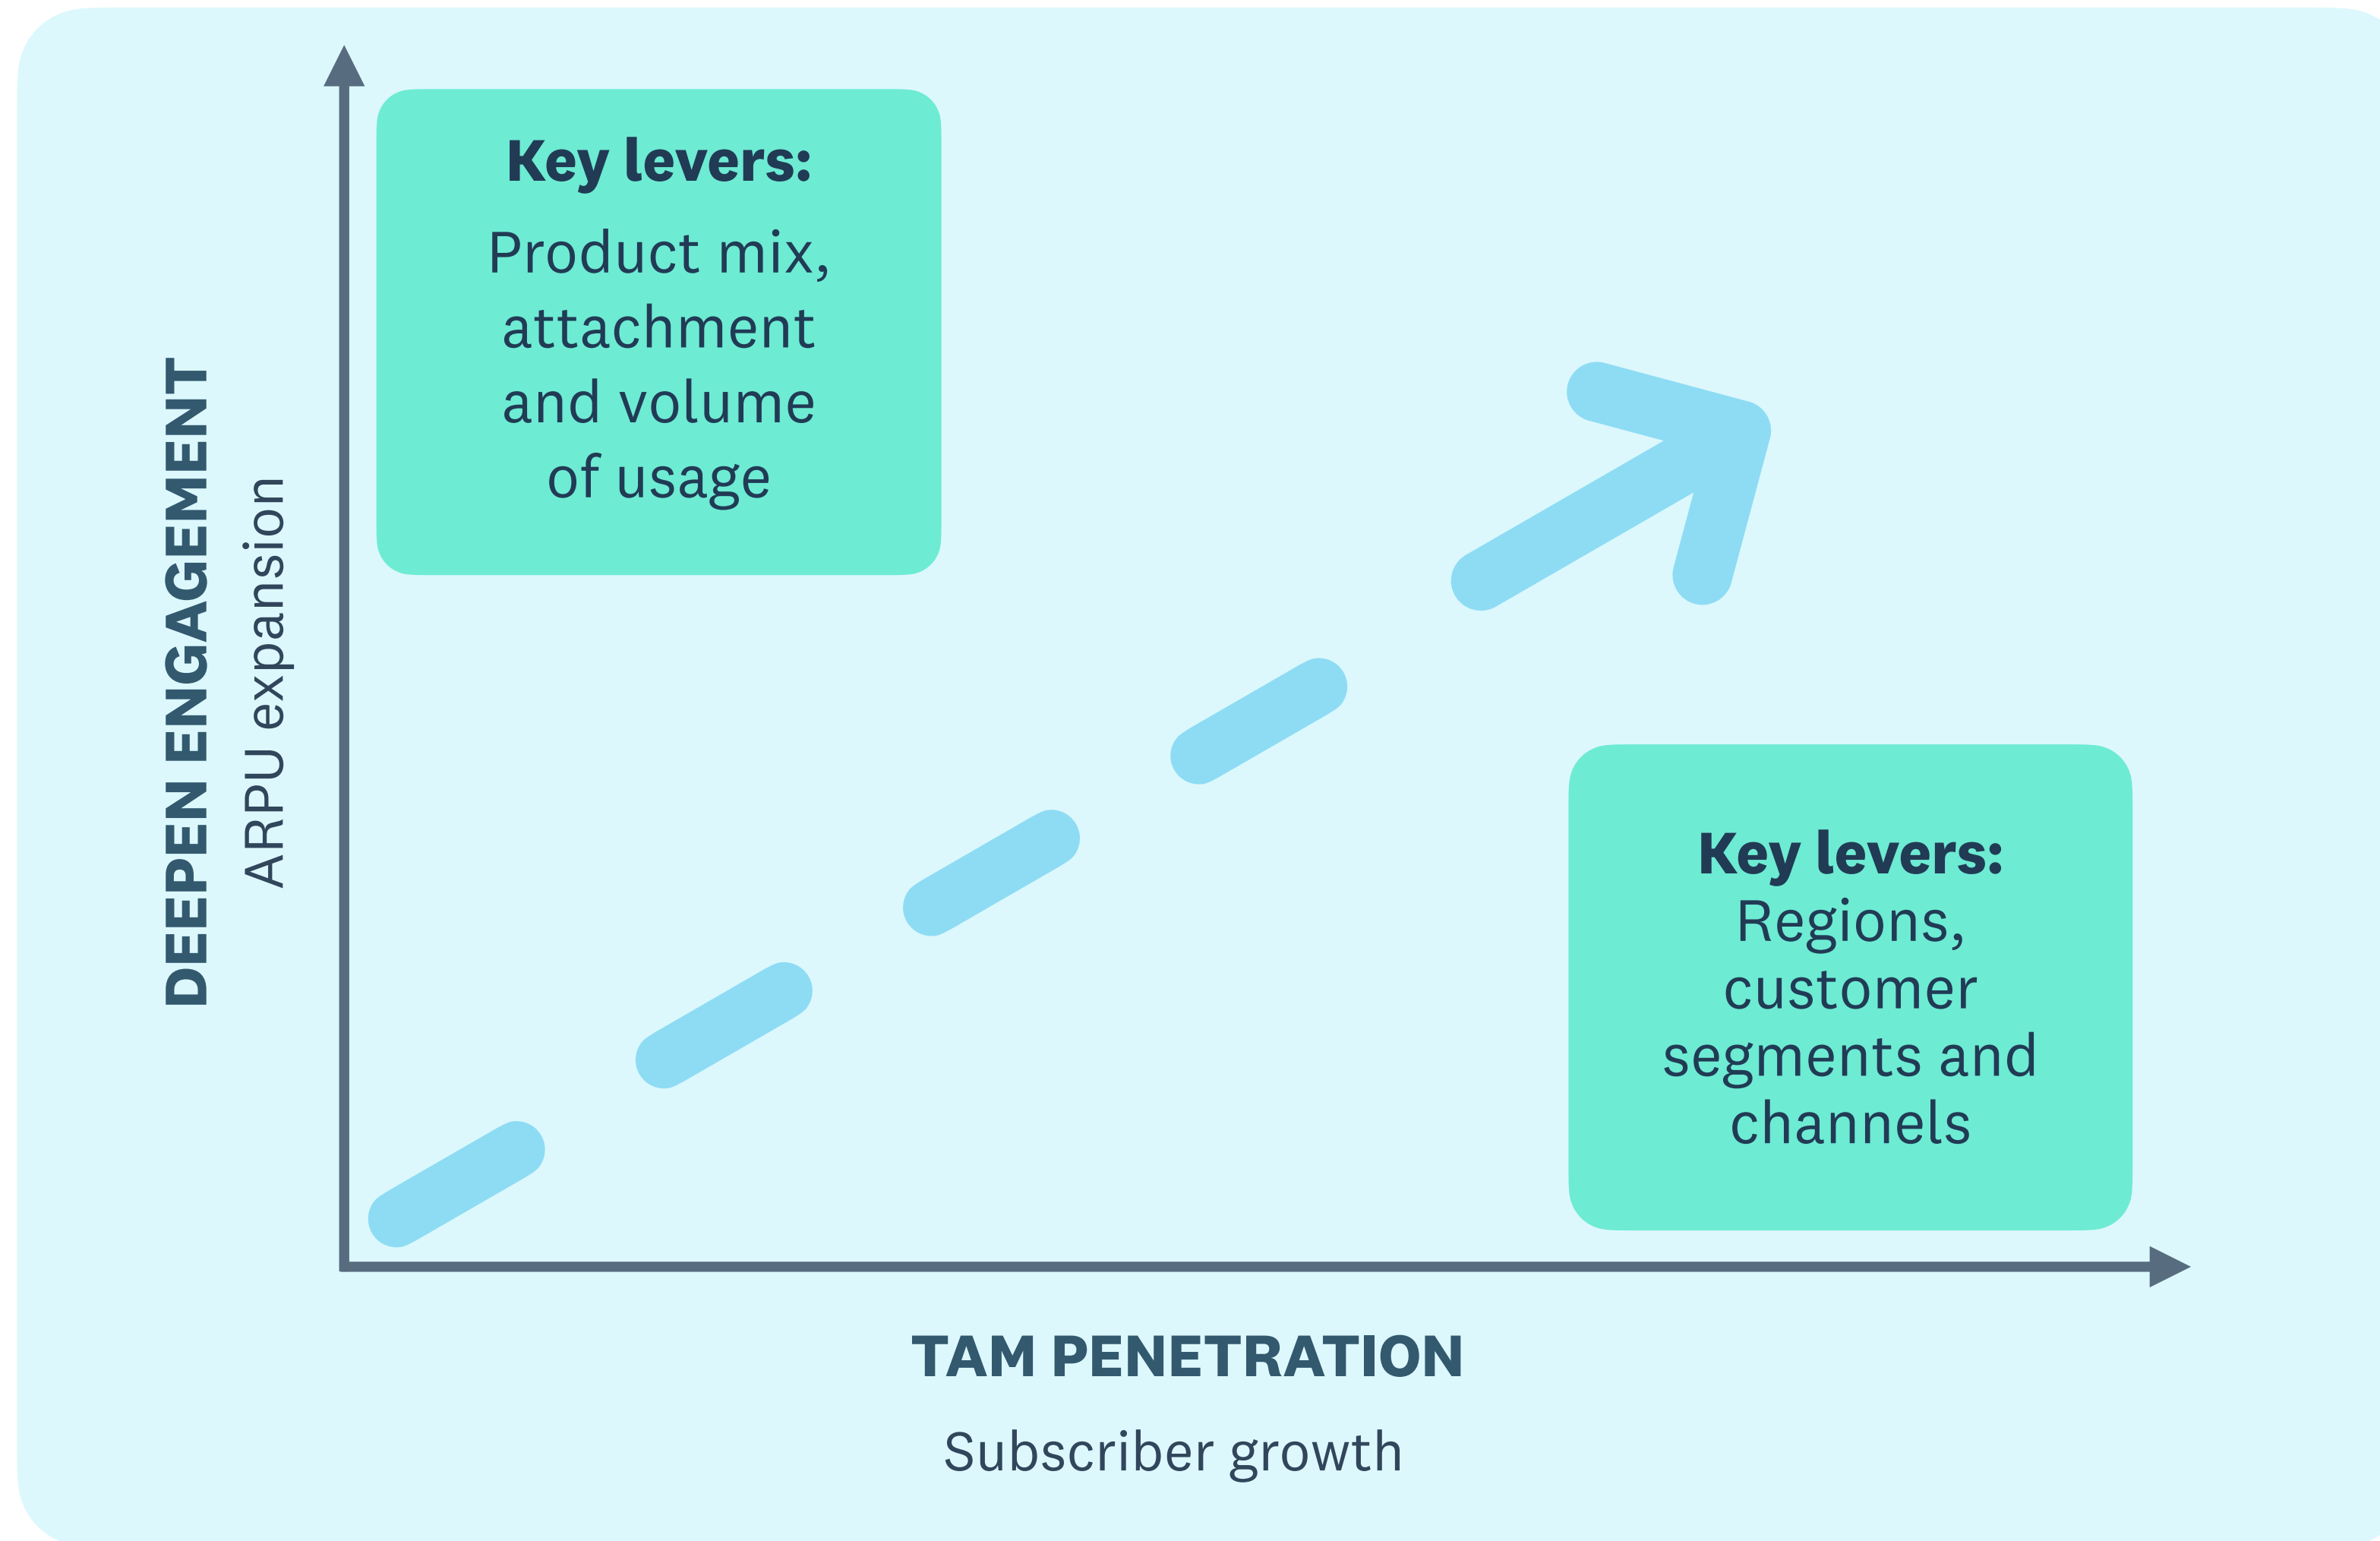 DEEPEN ENGAGEMENT
ARPU expansion
Key levers:
Product mix,
attachment
and volume
of usage
Key levers:
Regions,
customer
segments and
channels
TAM PENETRATION
Subscriber growth